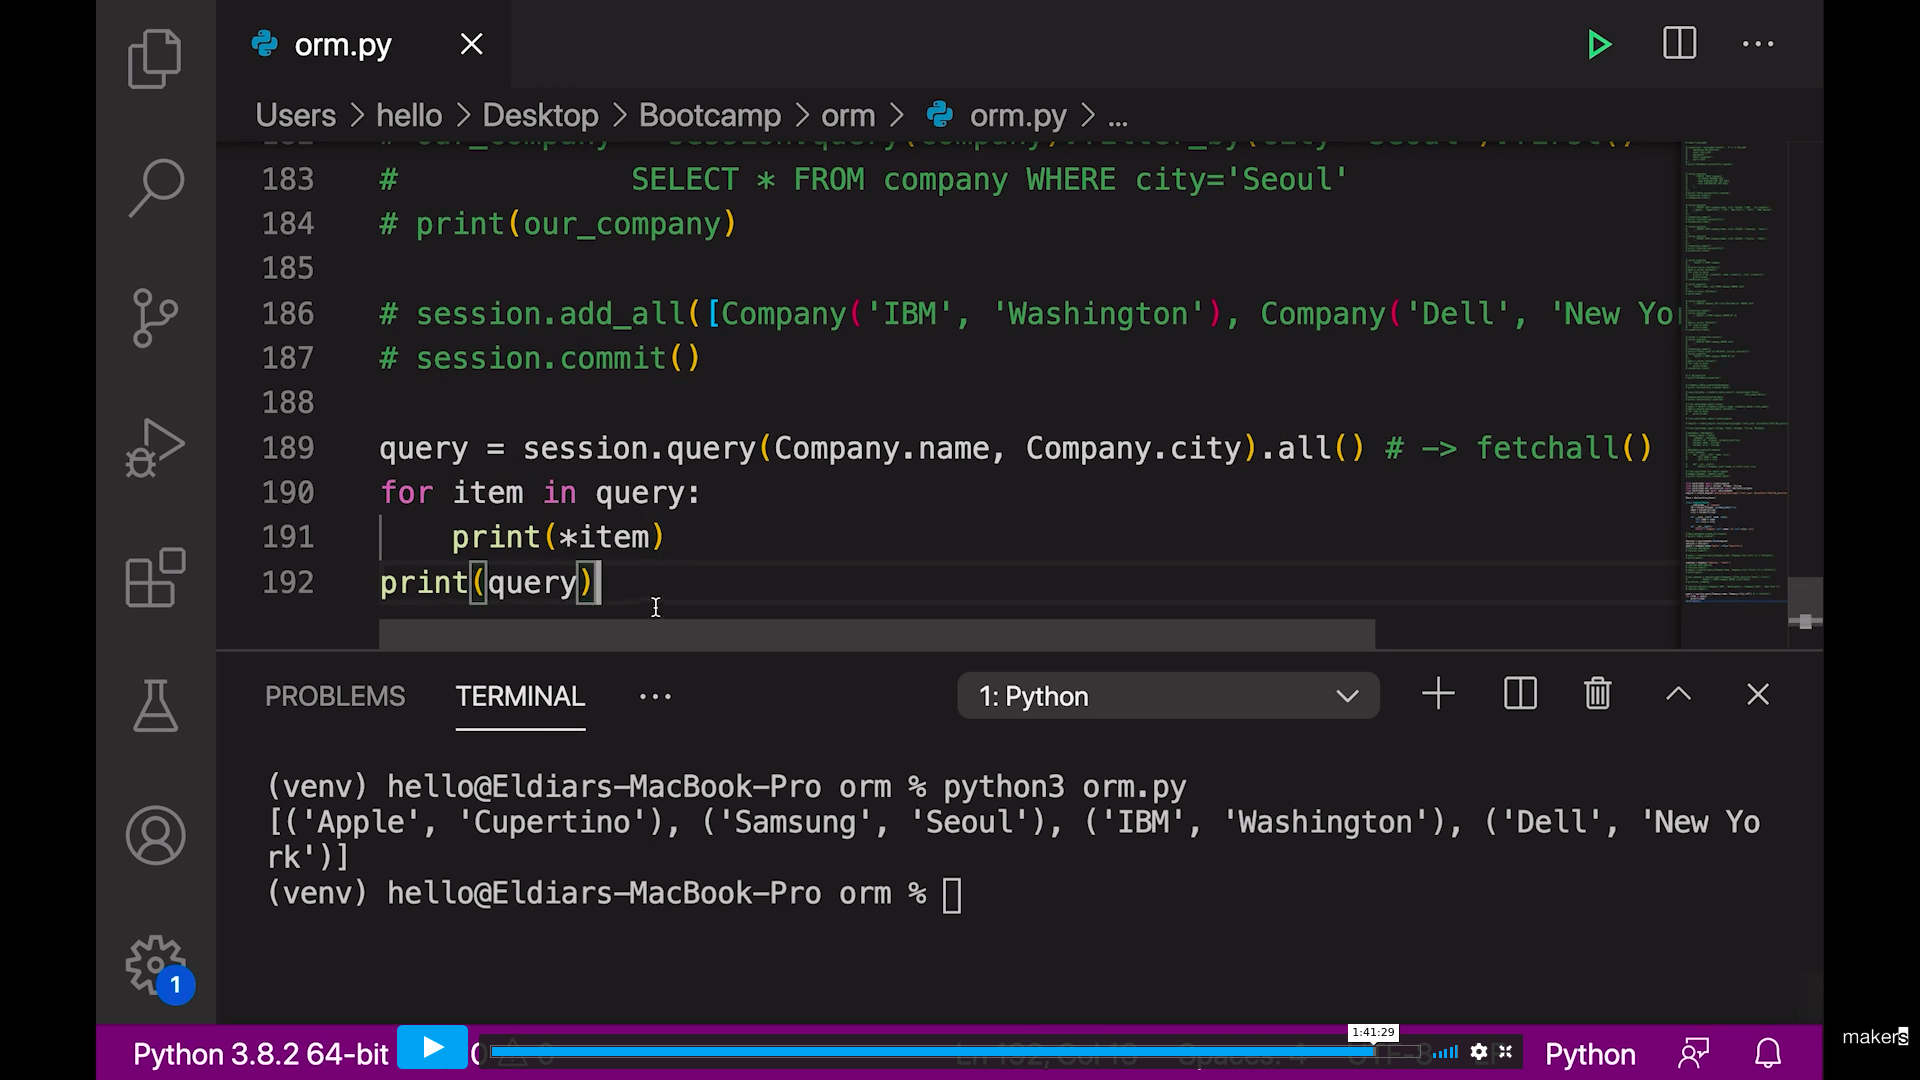 orm.py
Users > hello > Desktop > Bootcamp > orm > orm.py > ...
183 # SELECT * FROM company WHERE city='Seoul'
184 # print(our_company)
185
186 # session.add_all([Company('IBM', 'Washington'), Company('Dell', 'New Yo
187 # session.commit()
188
189 query = session.query(Company.name, Company.city).all() # -> fetchall()
190 for item in query:
191 print(*item)
192 print(query)
PROBLEMS TERMINAL ... 1: Python
(venv) hello@Eldiars-MacBook-Pro orm % python3 orm.py
[('Apple', 'Cupertino'), ('Samsung', 'Seoul'), ('IBM', 'Washington'), ('Dell', 'New Yo
rk')]
(venv) hello@Eldiars-MacBook-Pro orm %
1
1:41:29
Python 3.8.2 64-bit Python
makers